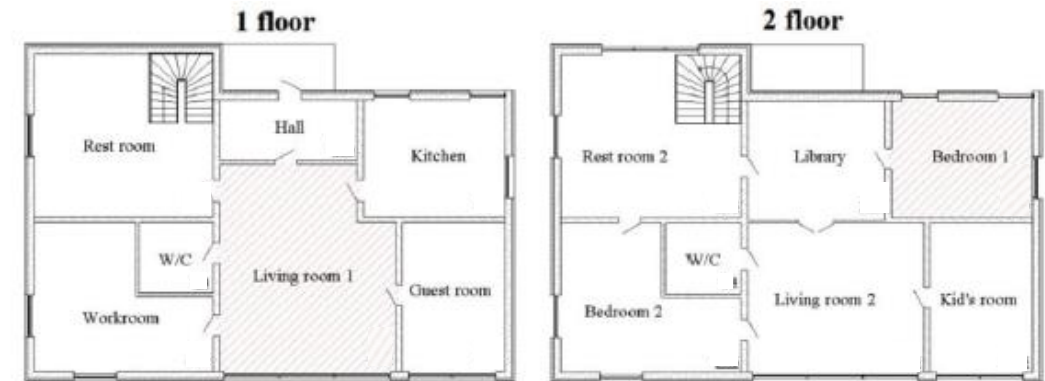 1 floor
Rest room
Hall
Kitchen
W/C
Living room 1
Guest room
Workroom
2 floor
Rest room 2
Library
Bedroom 1
W/C
Bedroom 2
Living room 2
Kid's room